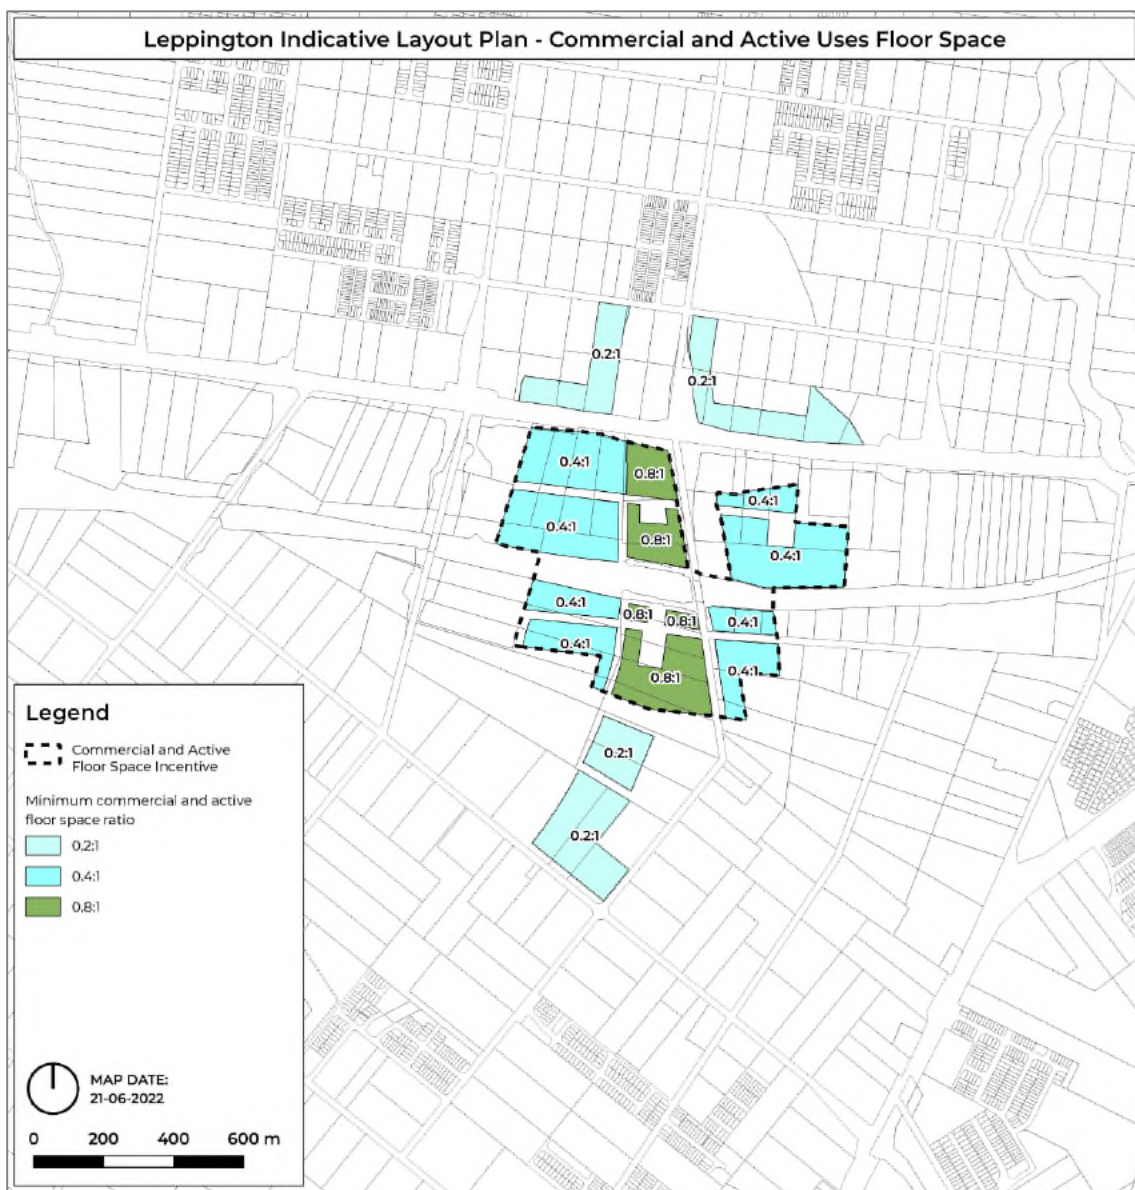 Leppington Indicative Layout Plan - Commercial and Active Uses Floor Space
0.2:1
0.2:1
0.4:1
0.8:1
0.4:1
0.4:1
0.8:1
0.4:1
0.4:1
0.8:1
0.8:1
0.4:1
0.4:1
0.4:1
0.8:1
0.2:1
0.2:1
Legend
Commercial and Active
Floor Space Incentive
Minimum commercial and active
floor space ratio
0.2:1
0.4:1
0.8:1
MAP DATE:
21-06-2022
0 200 400 600 m